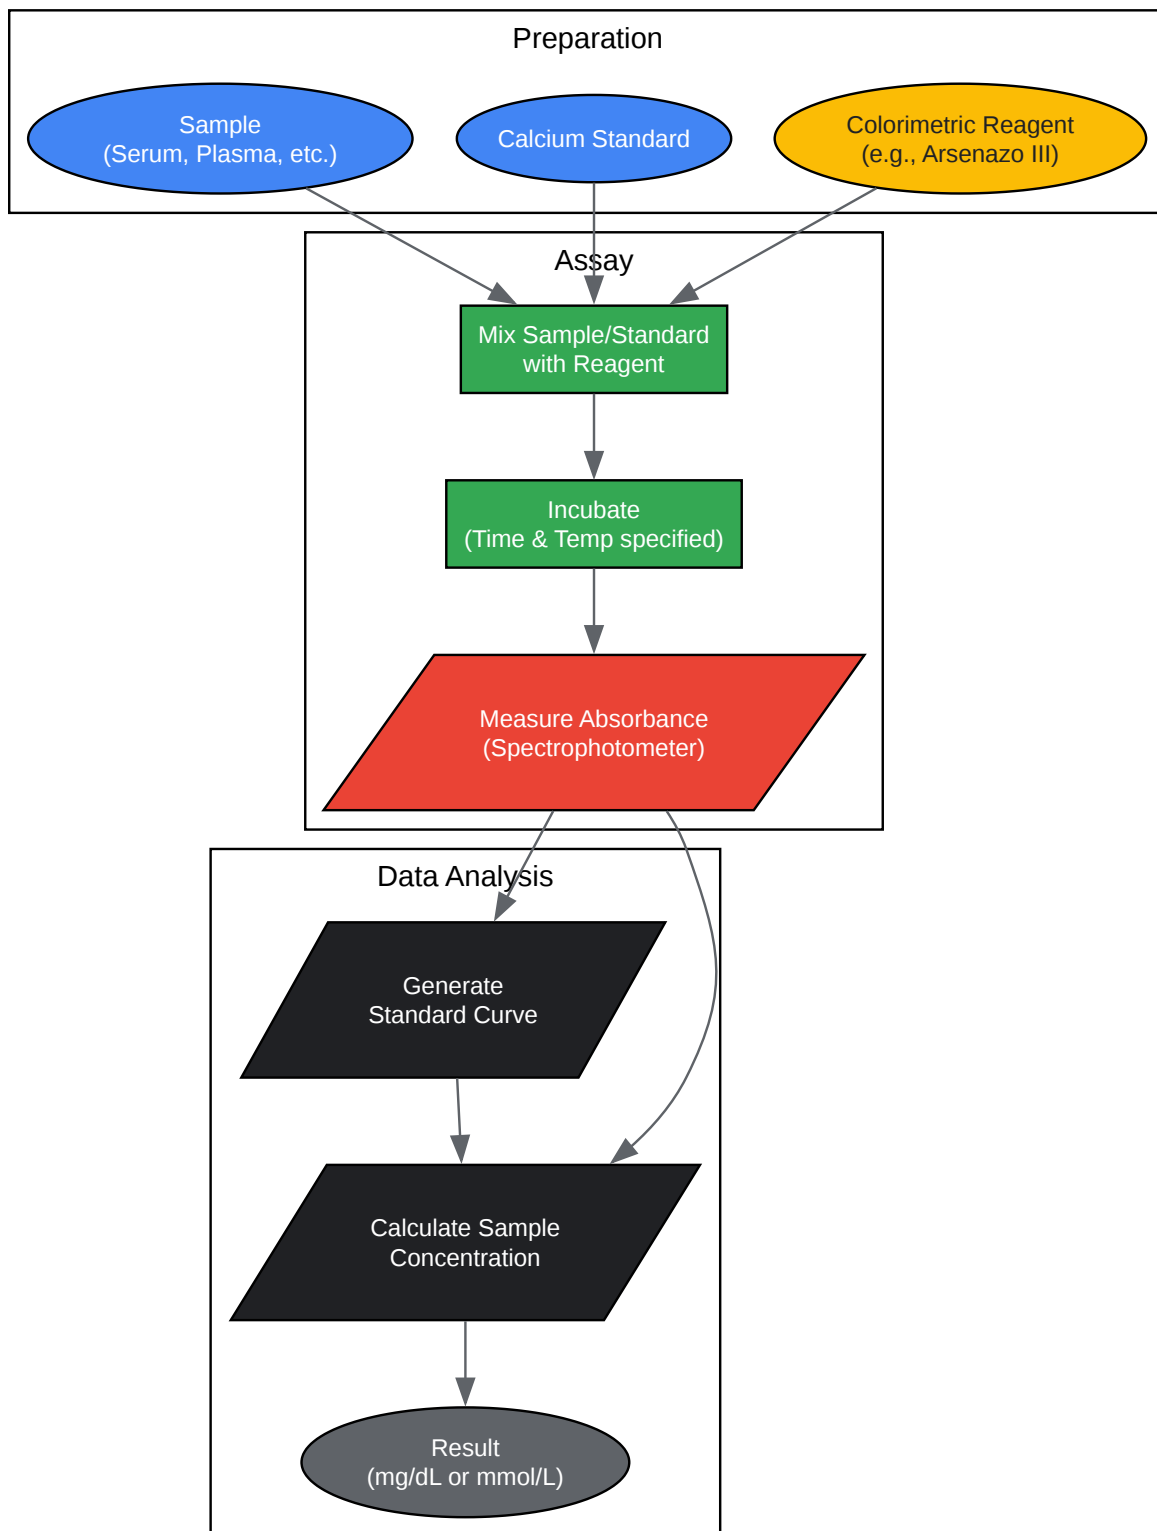 Preparation
Sample
(Serum, Plasma, etc.)
Calcium Standard
Colorimetric Reagent
(e.g., Arsenazo III)
Assay
Mix Sample/Standard
with Reagent
Incubate
(Time & Temp specified)
Measure Absorbance
(Spectrophotometer)
Data Analysis
Generate
Standard Curve
Calculate Sample
Concentration
Result
(mg/dL or mmol/L)